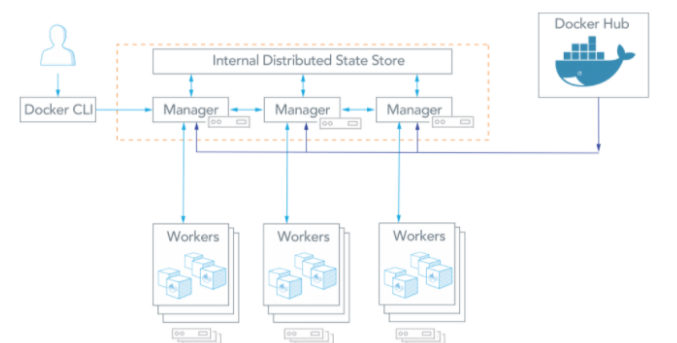 Docker Hub
Internal Distributed State Store
Docker CLI
Manager
Manager
Manager
Workers
Workers
Workers